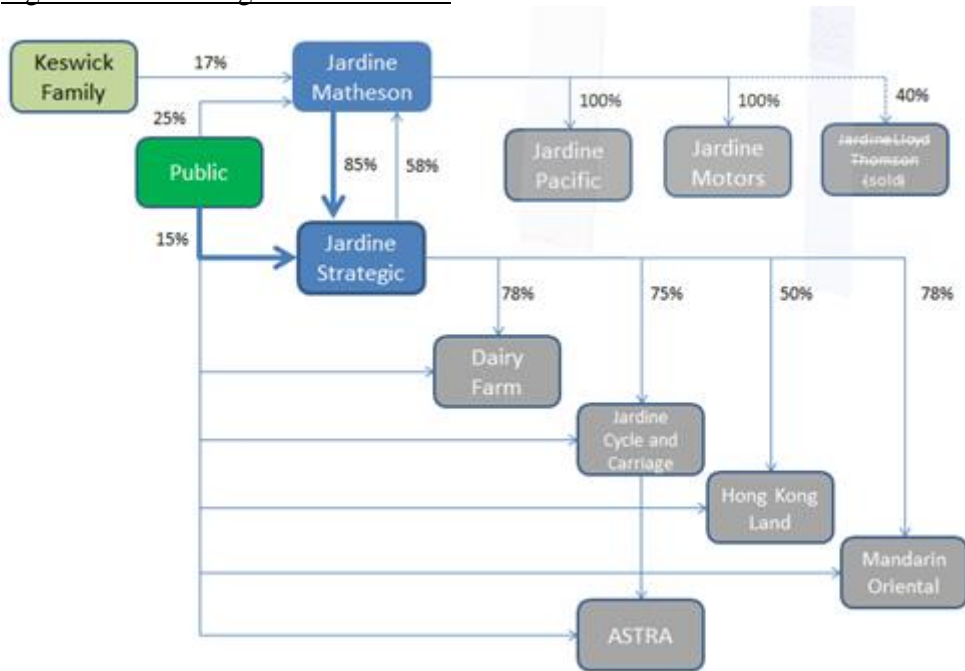 Keswick
Family
17%
Jardine
Matheson
25%
100%
100%
40%
Public
85%
58%
Jardine
Pacific
Jardine
Motors
Jardine Lloyd
Thomson
(sold)
15%
Jardine
Strategic
78%
75%
50%
78%
Dairy
Farm
Jardine
Cycle and
Carriage
Hong Kong
Land
Mandarin
Oriental
ASTRA